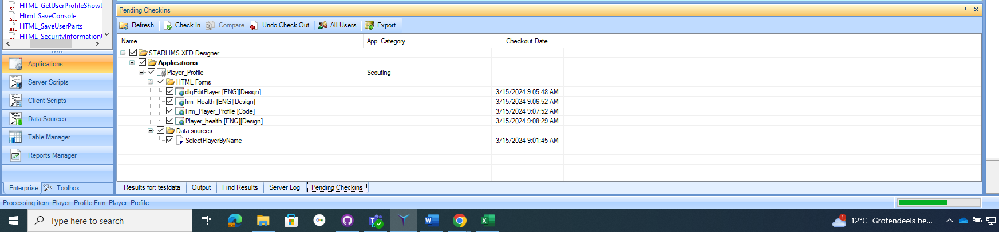 HTML_GetUserProfileShowU
Html_SaveConsole
HTML_SaveUserParts
HTML_SecurityInformationU
Applications
Server Scripts
Client Scripts
Data Sources
Table Manager
Reports Manager
Enterprise Toolbox
Pending Checkins
Refresh Check In Compare Undo Check Out All Users Export
Name App. Category Checkout Date
STARLIMS XFD Designer
Applications
Player_Profile Scouting
HTML Forms
dlgEditPlayer [ENG][Design] 3/15/2024 9:05:48 AM
frm_Health [ENG][Design] 3/15/2024 9:06:52 AM
Frm_Player_Profile [Code] 3/15/2024 9:07:52 AM
Player_health [ENG][Design] 3/15/2024 9:08:29 AM
Data sources
SelectPlayerByName 3/15/2024 9:01:45 AM
Results for: testdata Output Find Results Server Log Pending Checkins
Processing item: Player_Profile.Frm_Player_Profile...
Type here to search
1 12°C Grotendeels be...